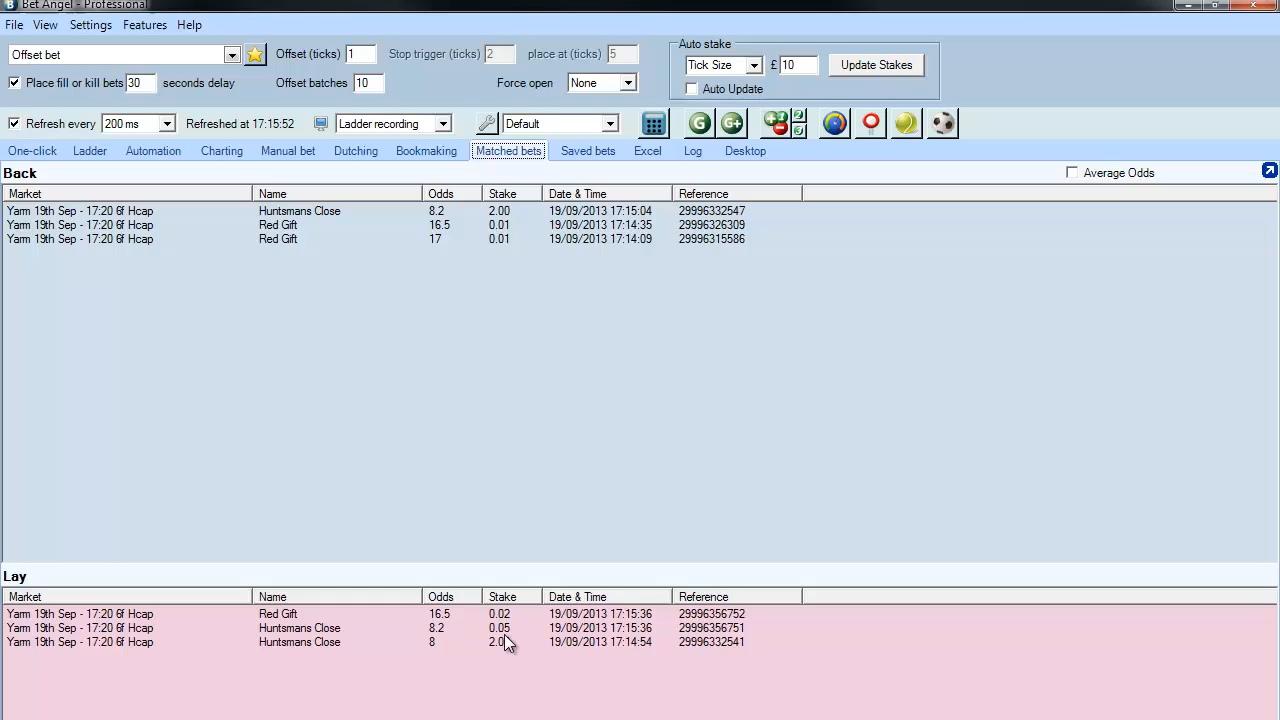 Bet Angel - Professional
File View Settings Features Help
Offset bet Offset (ticks) 1 Stop trigger (ticks) 2 place at (ticks) 5 Auto stake
Tick Size £ 10 Update Stakes
Place fill or kill bets 30 seconds delay Offset batches 10 Force open None Auto Update
Refresh every 200 ms Refreshed at 17:15:52 Ladder recording Default G G+
One-click Ladder Automation Charting Manual bet Dutching Bookmaking Matched bets Saved bets Excel Log Desktop
Back Average Odds
Market Name Odds Stake Date & Time Reference
Yarm 19th Sep - 17:20 6f Hcap Huntsmans Close 8.2 2.00 19/09/2013 17:15:04 29996332547
Yarm 19th Sep - 17:20 6f Hcap Red Gift 16.5 0.01 19/09/2013 17:14:35 29996326309
Yarm 19th Sep - 17:20 6f Hcap Red Gift 17 0.01 19/09/2013 17:14:09 29996315586
Lay
Market Name Odds Stake Date & Time Reference
Yarm 19th Sep - 17:20 6f Hcap Red Gift 16.5 0.02 19/09/2013 17:15:36 29996356752
Yarm 19th Sep - 17:20 6f Hcap Huntsmans Close 8.2 0.05 19/09/2013 17:15:36 29996356751
Yarm 19th Sep - 17:20 6f Hcap Huntsmans Close 8 19/09/2013 17:14:54 29996332541